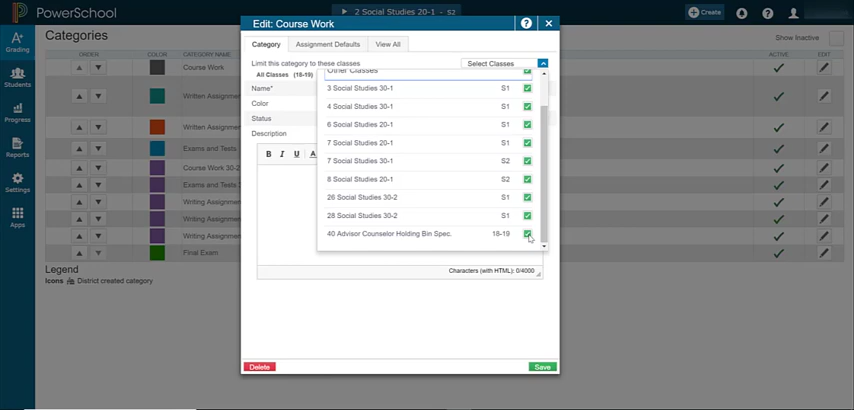 PowerSchool
2 Social Studies 20-1 - S2
Create
Grading
Students
Progress
Reports
Settings
Apps
Categories
Show Inactive
ORDER
COLOR
CATEGORY NAME
ACTIVE
EDIT
Course Work
Written Assignmen
Written Assignmen
Exams and Tests
Course Work 30-2
Exams and Tests 3
Writing Assignmen
Writing Assignmen
Writing Assignmen
Final Exam
Legend
Icons
District created category
Edit: Course Work
?
Category
Assignment Defaults
View All
Limit this category to these classes
Select Classes
All Classes (18-19)
Name*
Color
Status
Description
B I U A
Other Classes
3 Social Studies 30-1 S1
4 Social Studies 30-1 S1
6 Social Studies 20-1 S1
7 Social Studies 20-1 S1
7 Social Studies 30-1 S2
8 Social Studies 20-1 S2
26 Social Studies 30-2 S1
28 Social Studies 30-2 S1
40 Advisor Counselor Holding Bin Spec. 18-19
Characters (with HTML): 0/4000
Delete
Save